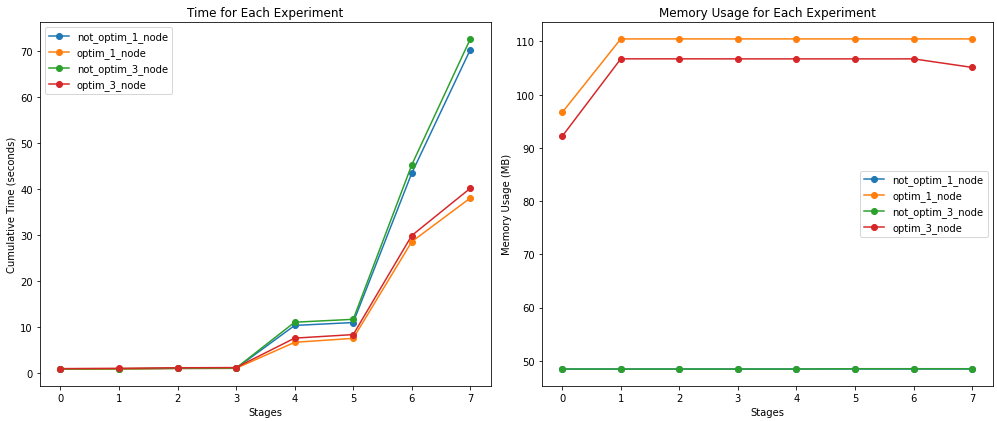 Time for Each Experiment
Cumulative Time (seconds)
70
60
50
40
30
20
10
0
not_optim_1_node
optim_1_node
not_optim_3_node
optim_3_node
0 1 2 3 4 5 6 7
Stages
Memory Usage for Each Experiment
Memory Usage (MB)
110
100
90
80
70
60
50
not_optim_1_node
optim_1_node
not_optim_3_node
optim_3_node
0 1 2 3 4 5 6 7
Stages